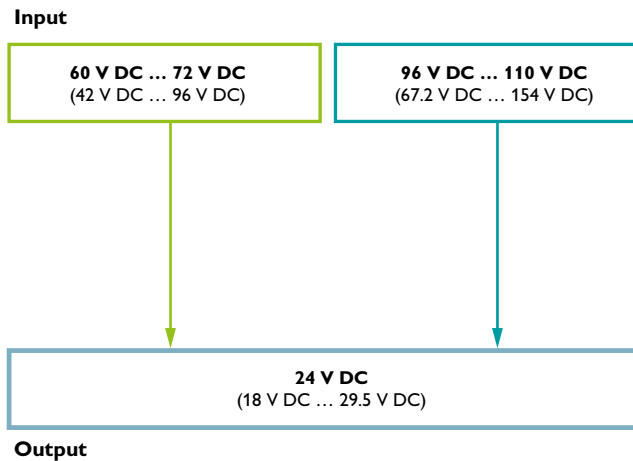 Input
60 V DC … 72 V DC
(42 V DC … 96 V DC)
96 V DC … 110 V DC
(67.2 V DC … 154 V DC)
24 V DC
(18 V DC … 29.5 V DC)
Output